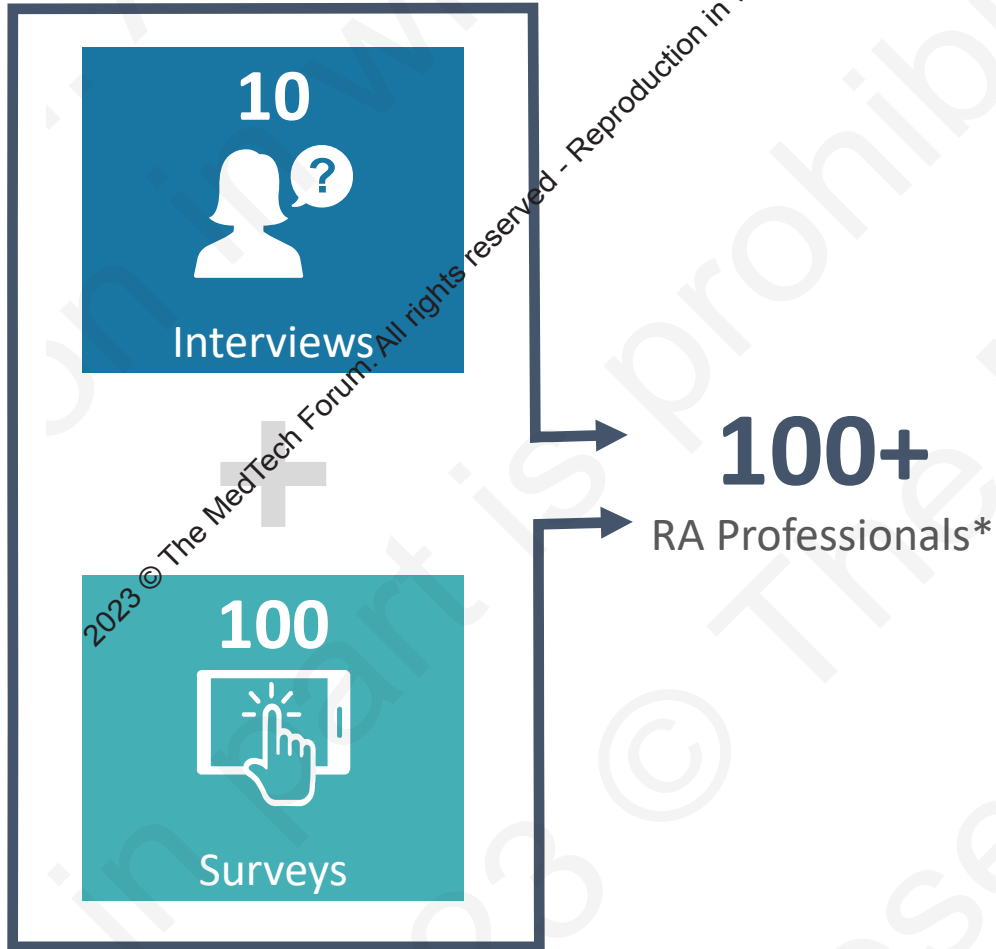 10
?
Interviews
+
100
Surveys
100+
RA Professionals*
2023 © The MedTech Forum. All rights reserved - Reproduction in